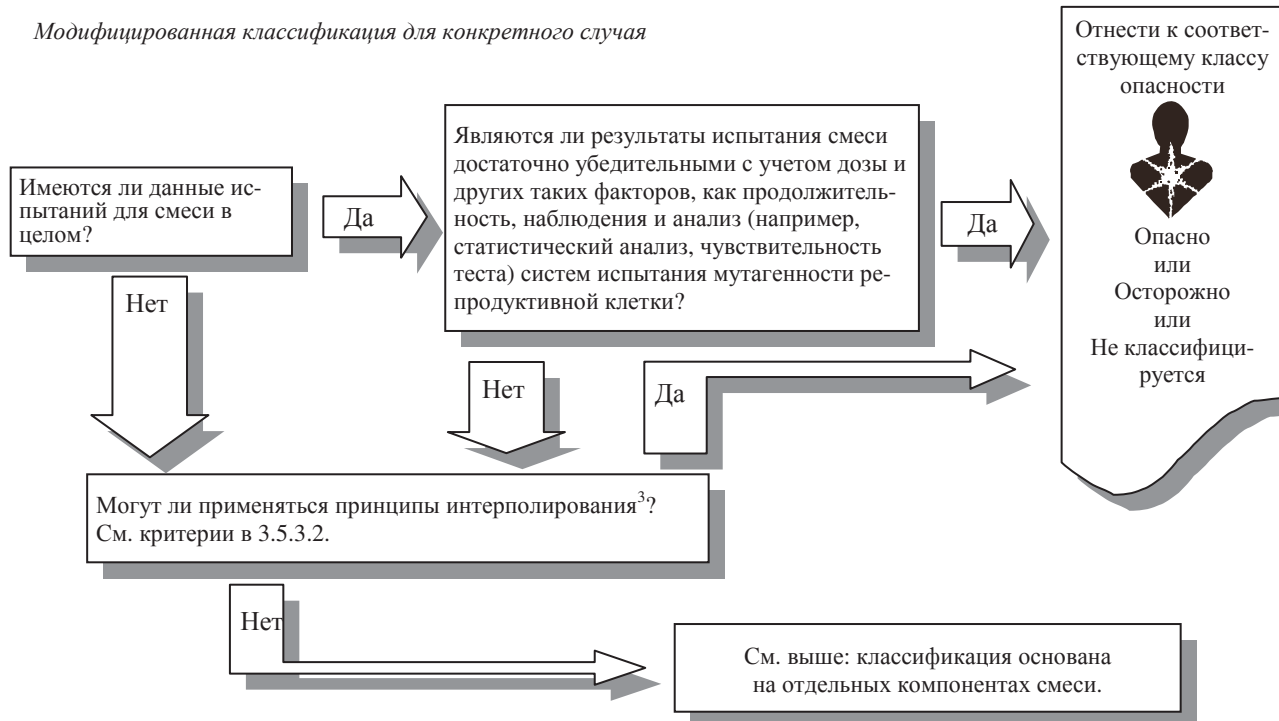 Модифицированная классификация для конкретного случая
Имеются ли данные ис-
пытаний для смеси в
целом?
Да
Являются ли результаты испытания смеси
достаточно убедительными с учетом дозы и
других таких факторов, как продолжитель-
ность, наблюдения и анализ (например,
статистический анализ, чувствительность
теста) систем испытания мутагенности ре-
продуктивной клетки?
Да
Отнести к соответ-
ствующему классу
опасности
Опасно
или
Осторожно
или
Не классифици-
руется
Нет
Нет
Да
Могут ли применяться принципы интерполирования³?
См. критерии в 3.5.3.2.
Нет
См. выше: классификация основана
на отдельных компонентах смеси.